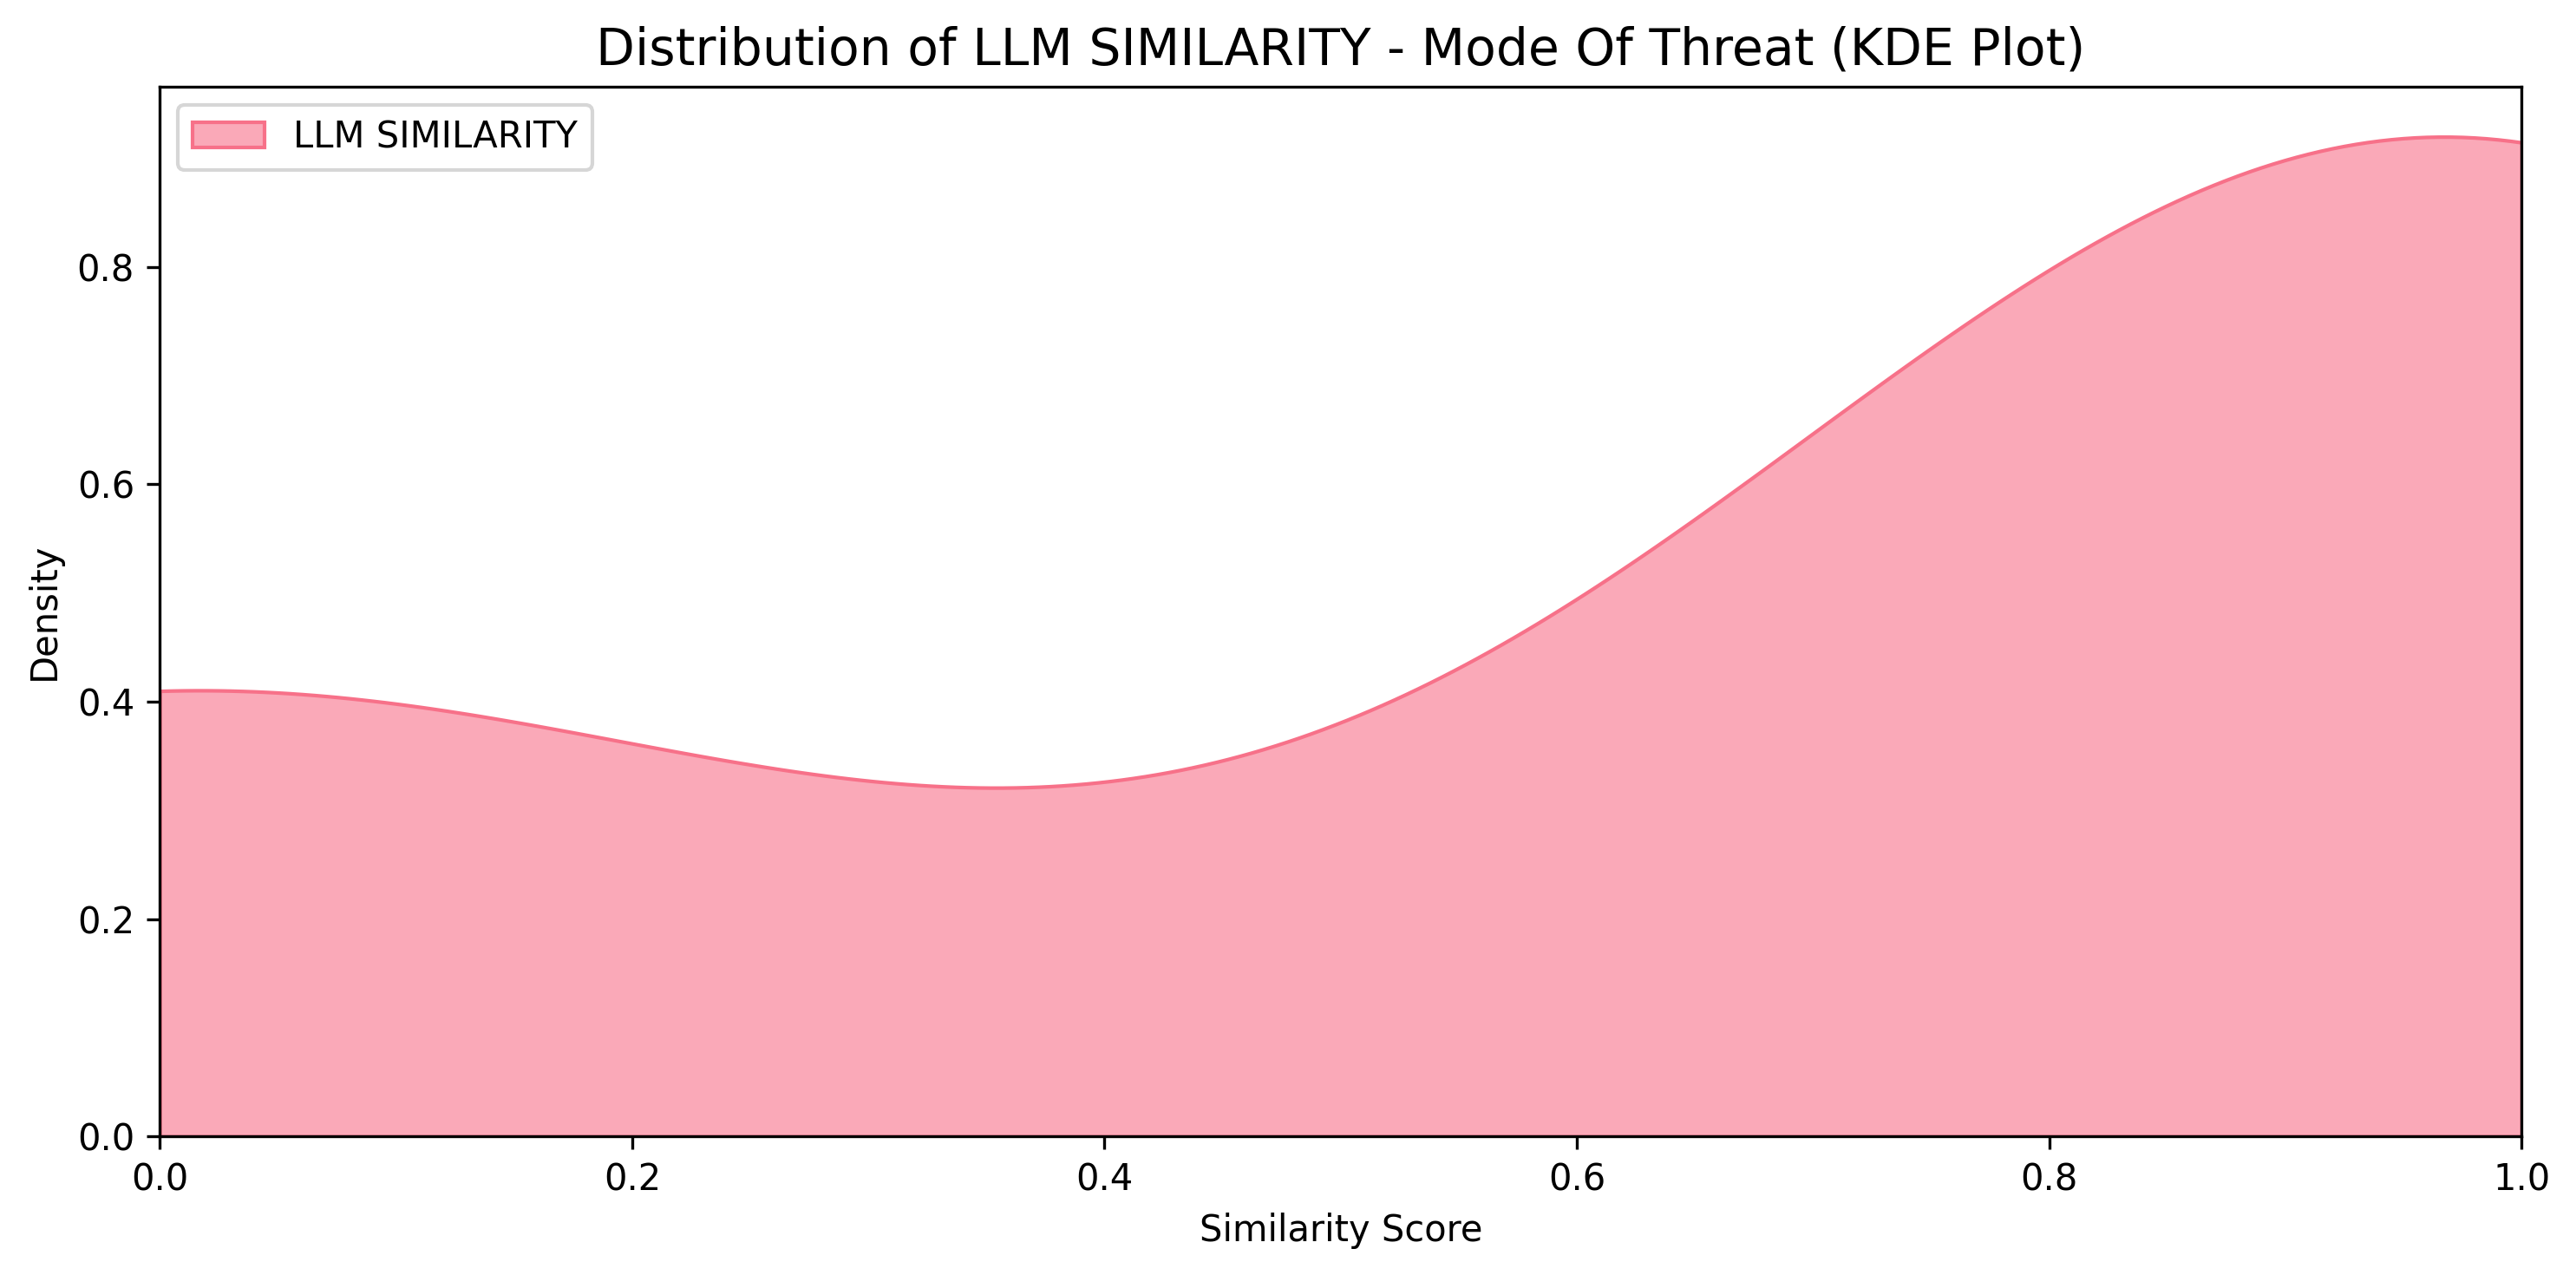 Distribution of LLM SIMILARITY - Mode Of Threat (KDE Plot)
LLM SIMILARITY
0.8
0.6
0.4
0.2
0.0
Density
0.0 0.2 0.4 0.6 0.8 1.0
Similarity Score